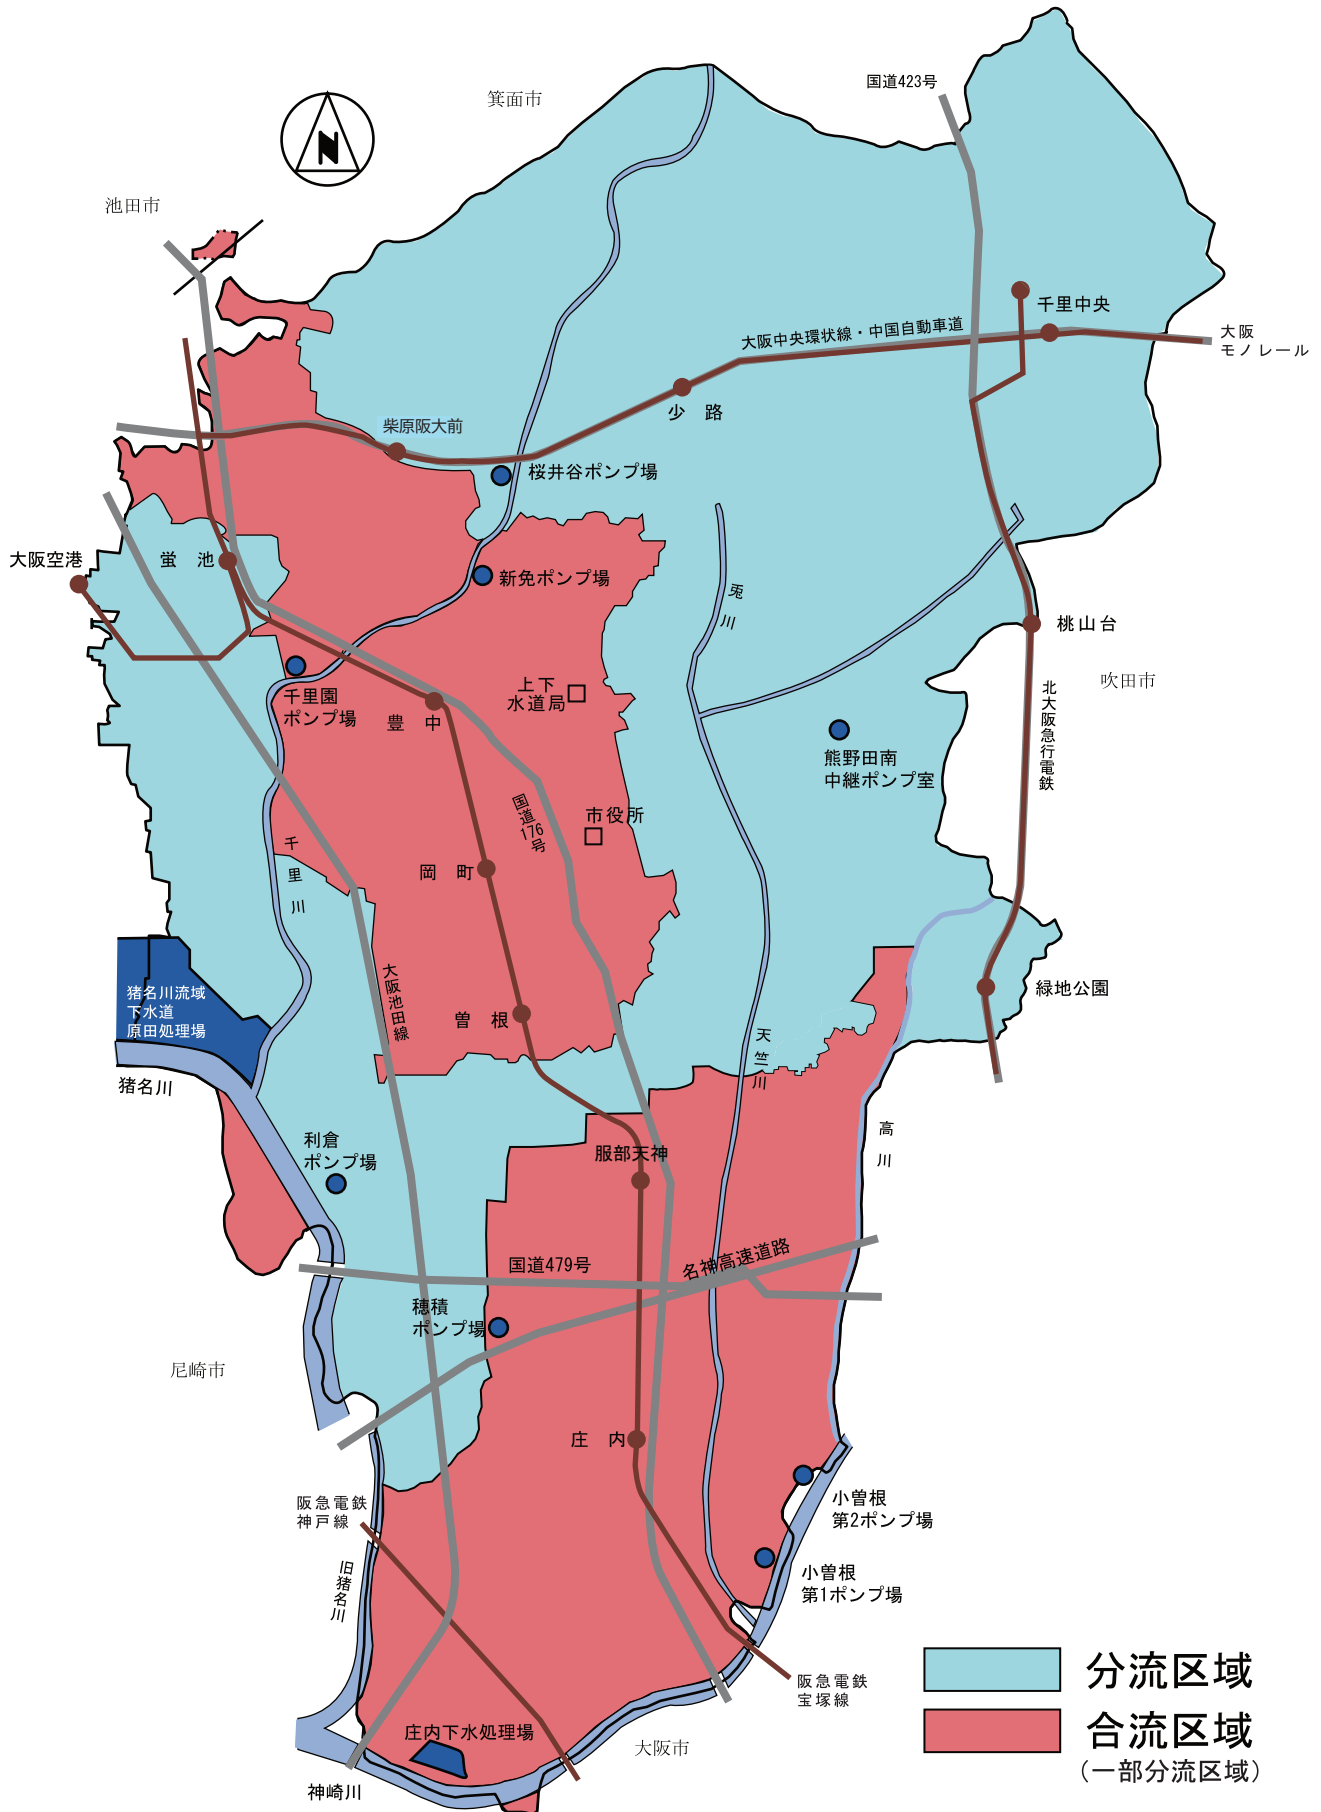 国道423号
箕面市
N
池田市
千里中央
大阪中央環状線・中国自動車道
大阪
モノレール
少路
柴原阪大前
桜井谷ポンプ場
大阪空港
蛍池
新免ポンプ場
兎川
桃山台
吹田市
上下
水道局
千里園
ポンプ場
豊中
北大阪急行電鉄
熊野田南
中継ポンプ室
国道176号
市役所
千里川
岡町
大阪池田線
猪名川流域
下水道
原田処理場
緑地公園
曽根
天竺川
猪名川
高川
利倉
ポンプ場
服部天神
国道479号
名神高速道路
穂積
ポンプ場
尼崎市
庄内
阪急電鉄
神戸線
小曽根
第2ポンプ場
旧猪名川
小曽根
第1ポンプ場
阪急電鉄
宝塚線
分流区域
合流区域
(一部分流区域)
庄内下水処理場
大阪市
神崎川